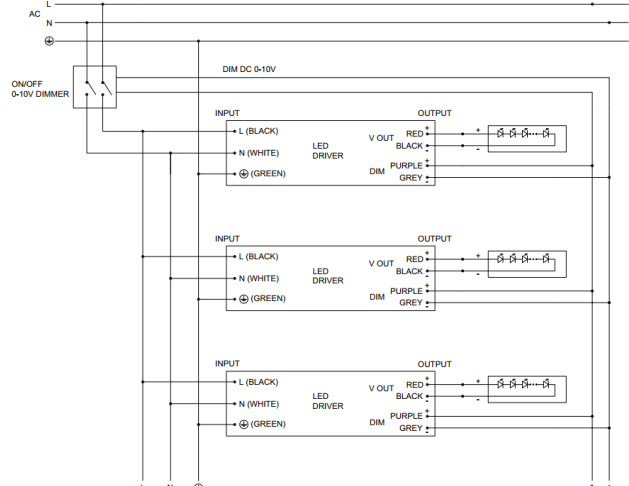 L
AC
N
DIM DC 0-10V
ON/OFF
0-10V DIMMER
INPUT OUTPUT
L (BLACK) LED DRIVER V OUT RED + + 
BLACK - -
N (WHITE)
DIM PURPLE +
(GREEN) GREY -
INPUT OUTPUT
L (BLACK) LED DRIVER V OUT RED + +
BLACK - -
N (WHITE)
DIM PURPLE +
(GREEN) GREY -
INPUT OUTPUT
L (BLACK) LED DRIVER V OUT RED + +
BLACK - -
N (WHITE)
DIM PURPLE +
(GREEN) GREY -